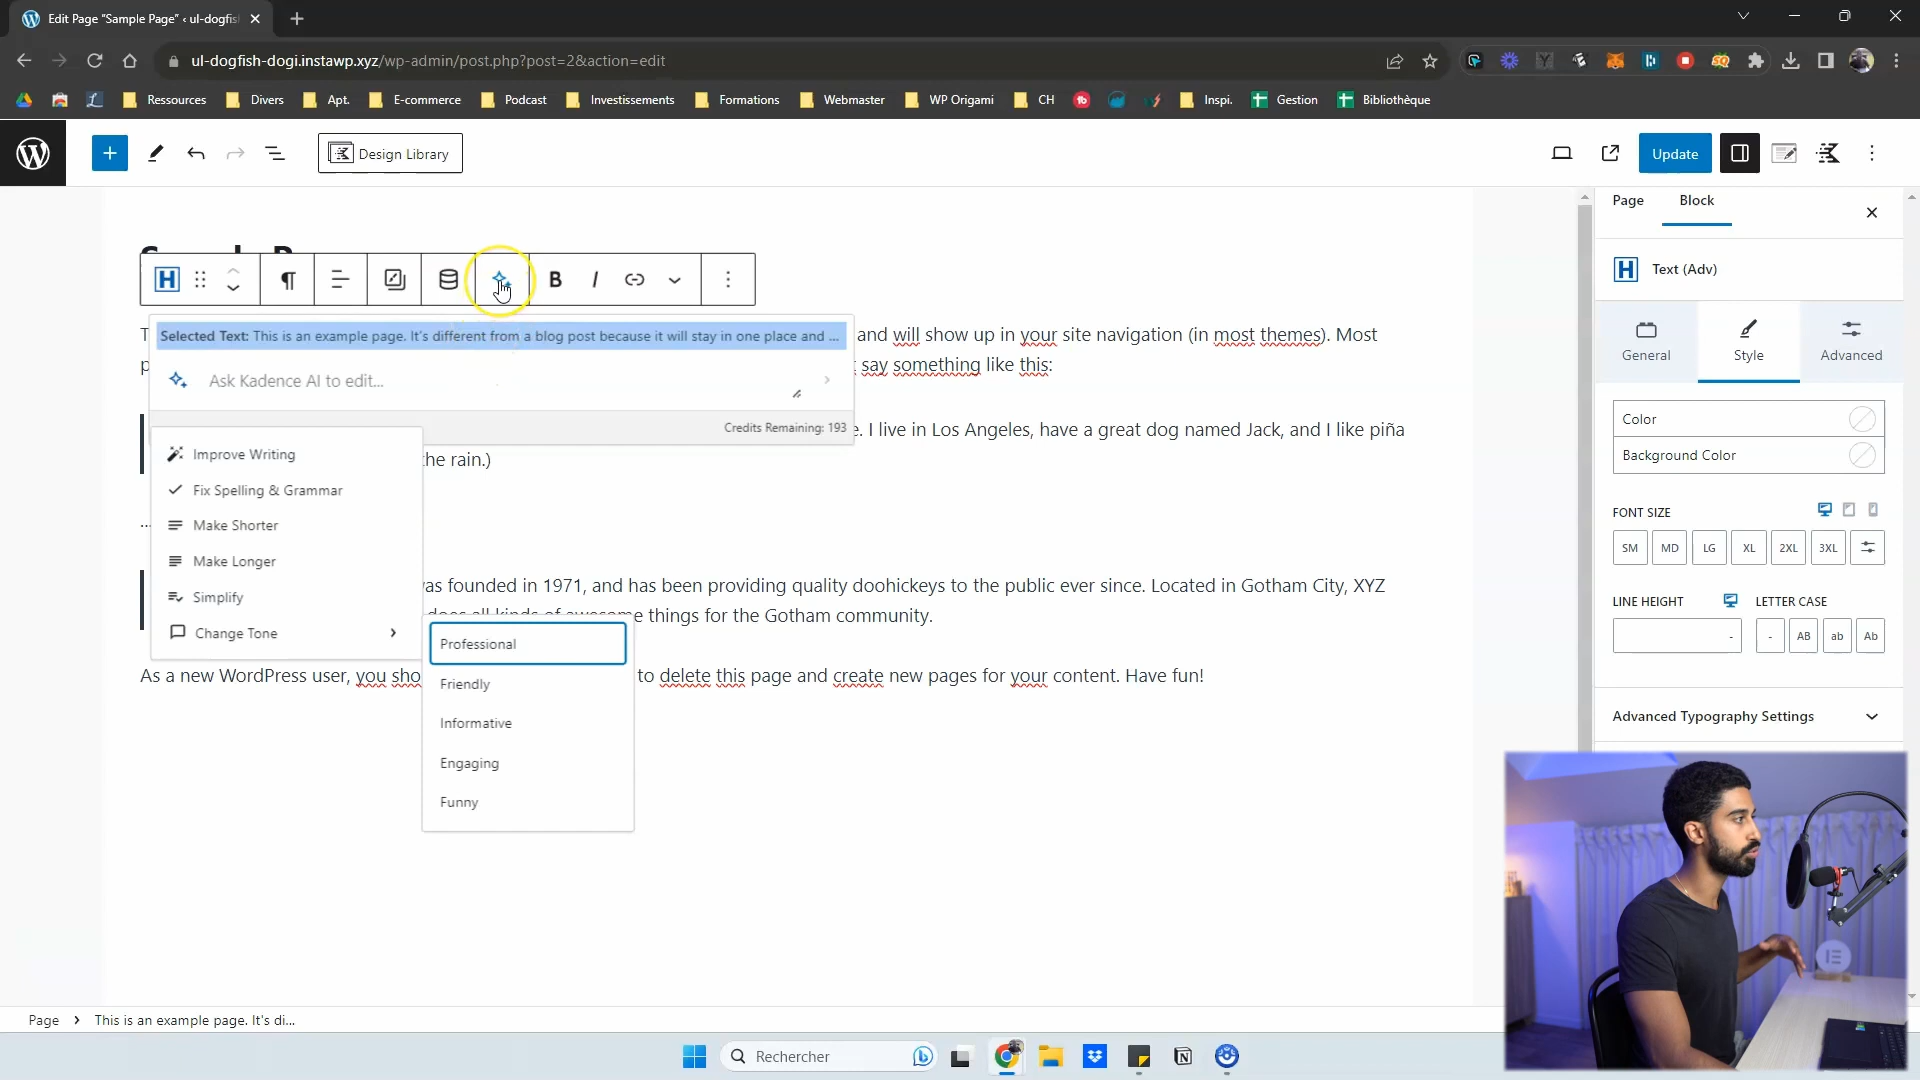 Edit Page "Sample Page" ‹ ul-dogfis
ul-dogfish-dogi.instawp.xyz/wp-admin/post.php?post=2&action=edit
Ressources Divers Apt. E-commerce Podcast Investissements Formations Webmaster WP Origami CH Inspi. Gestion Bibliothèque
Design Library
Update
Page Block
Text (Adv)
General Style Advanced
Color
Background Color
FONT SIZE
SM MD LG XL 2XL 3XL
LINE HEIGHT LETTER CASE
- - AB ab Ab
Advanced Typography Settings
H B I
Selected Text: This is an example page. It's different from a blog post because it will stay in one place and ...
and will show up in your site navigation (in most themes). Most
say something like this:
Ask Kadence AI to edit...
Credits Remaining: 193
e. I live in Los Angeles, have a great dog named Jack, and I like piña
the rain.)
Improve Writing
Fix Spelling & Grammar
Make Shorter
Make Longer
Simplify
Change Tone
...
was founded in 1971, and has been providing quality doohickeys to the public ever since. Located in Gotham City, XYZ
does all kinds of awesome things for the Gotham community.
Professional
Friendly
Informative
Engaging
Funny
As a new WordPress user, you sho to delete this page and create new pages for your content. Have fun!
Page > This is an example page. It's di...
Rechercher